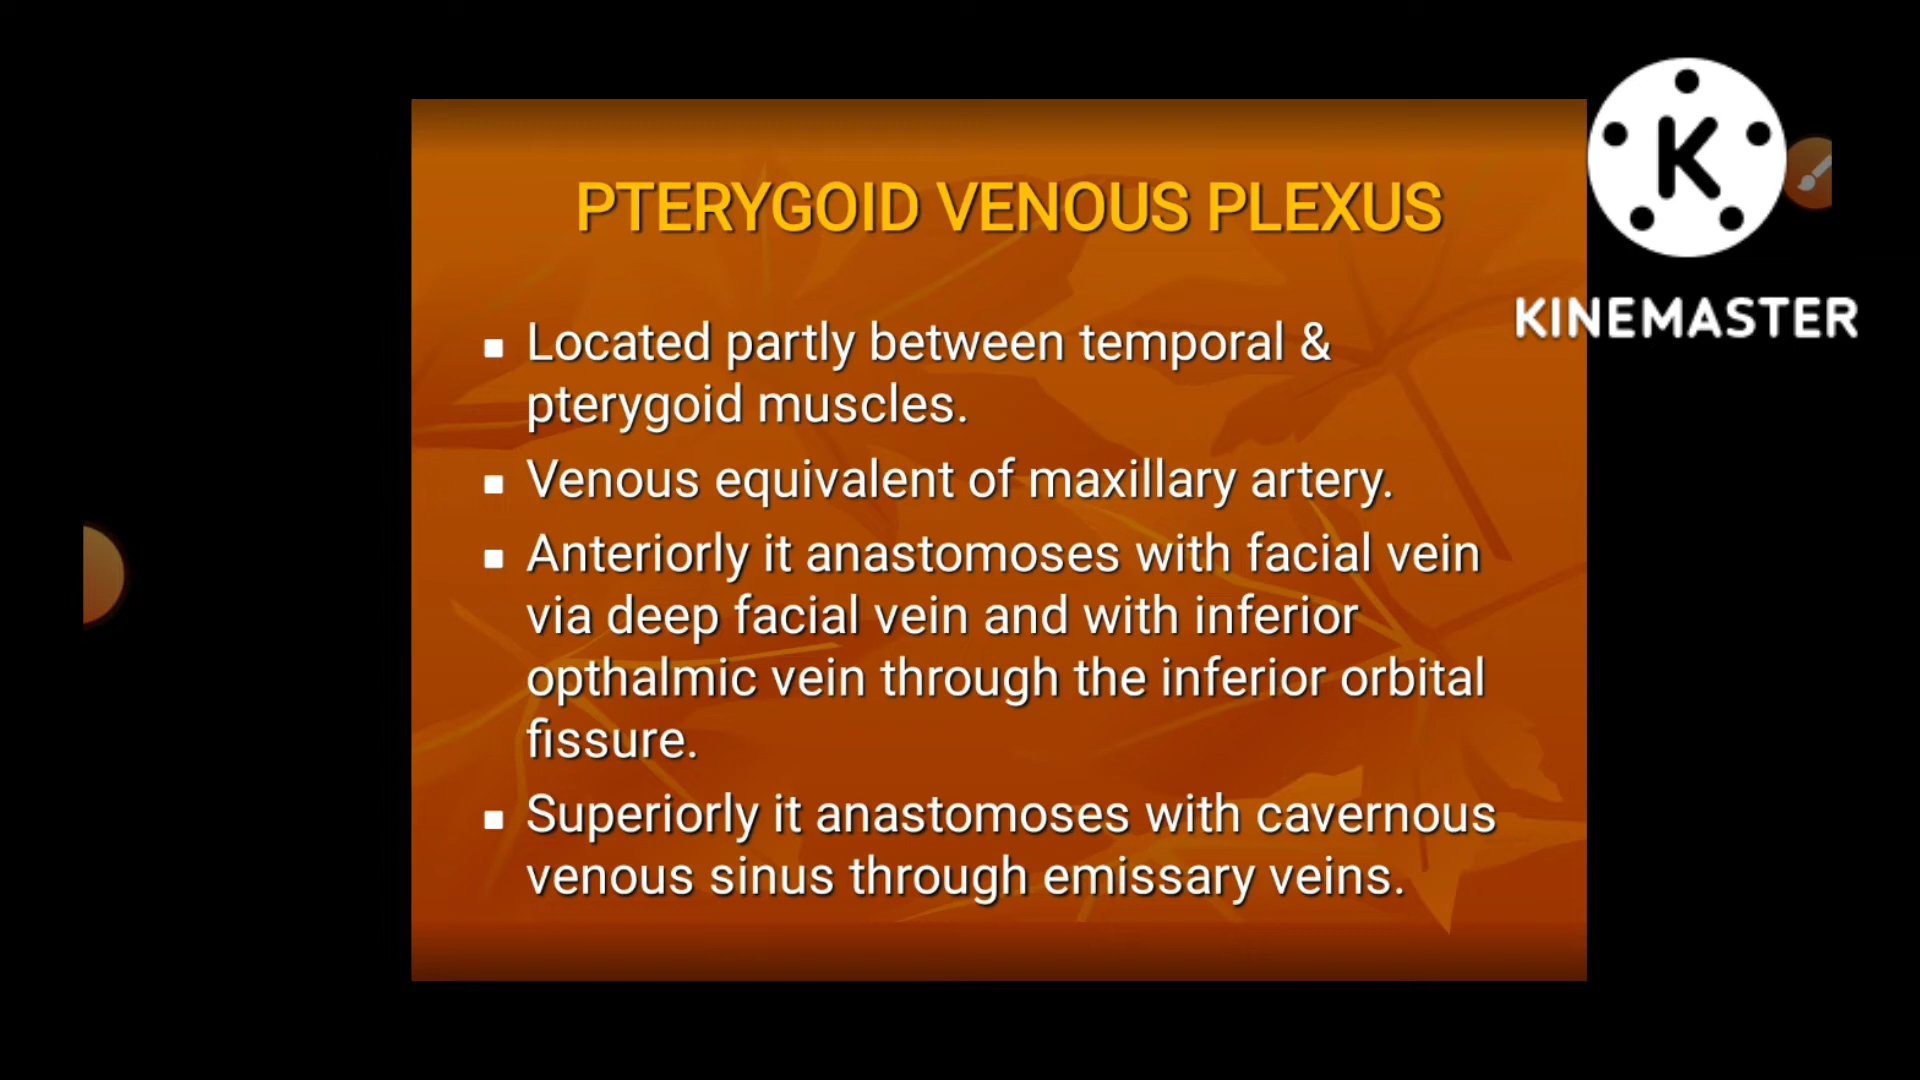 PTERYGOID VENOUS PLEXUS
K
KINEMASTER
Located partly between temporal &
pterygoid muscles.
Venous equivalent of maxillary artery.
Anteriorly it anastomoses with facial vein
via deep facial vein and with inferior
opthalmic vein through the inferior orbital
fissure.
Superiorly it anastomoses with cavernous
venous sinus through emissary veins.